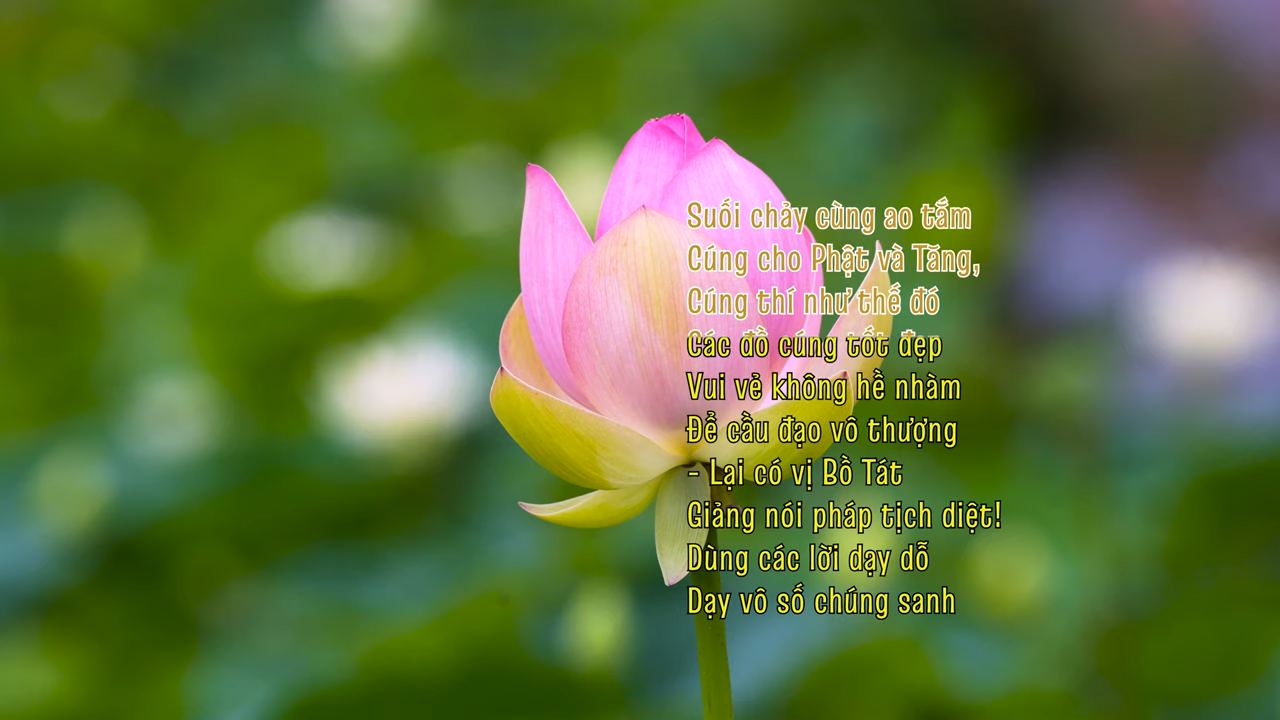 Suối chảy cùng ao tắm
Cúng cho Phật và Tăng,
Cúng thí như thế đó
Các đồ cúng tốt đẹp
Vui vẻ không hề nhàm
Để cầu đạo vô thượng
- Lại có vị Bồ Tát
Giảng nói pháp tịch diệt!
Dùng các lời dạy dỗ
Dạy vô số chúng sanh